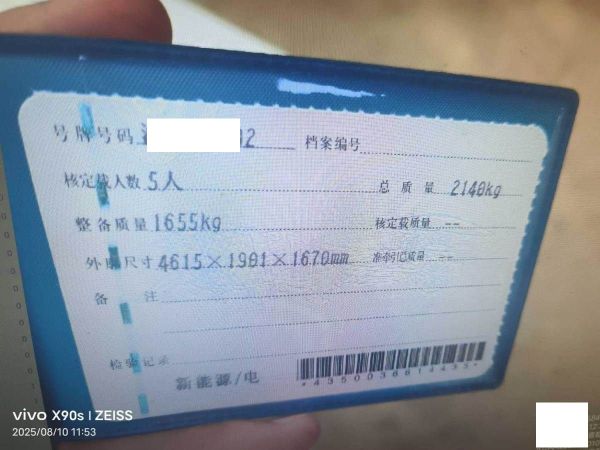 号牌号码 2 档案编号
核定载人数 5人 总质量 2140kg
整备质量 1655kg 核定载质量 --
外廓尺寸 4615×1901×1670mm 准牵引总质量 --
备注
检验记录
新能源/电
vivo X90s | ZEISS
2025/08/10 11:53